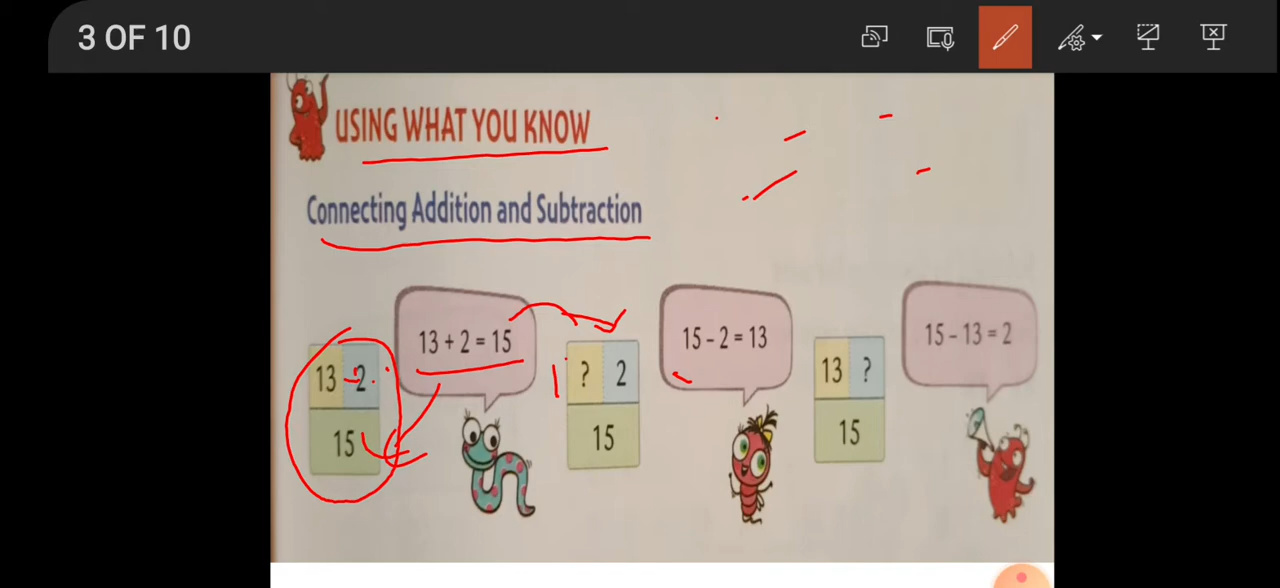 3 OF 10
USING WHAT YOU KNOW
Connecting Addition and Subtraction
13 + 2 = 15
15 - 2 = 13
15 - 13 = 2
13 2
15
? 2
15
13 ?
15